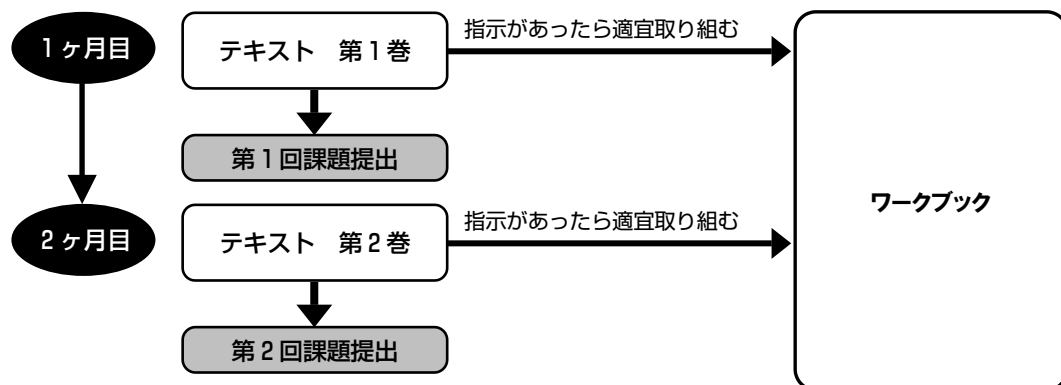 1ヶ月目
テキスト　第1巻
指示があったら適宜取り組む
第1回課題提出
ワークブック
2ヶ月目
テキスト　第2巻
指示があったら適宜取り組む
第2回課題提出